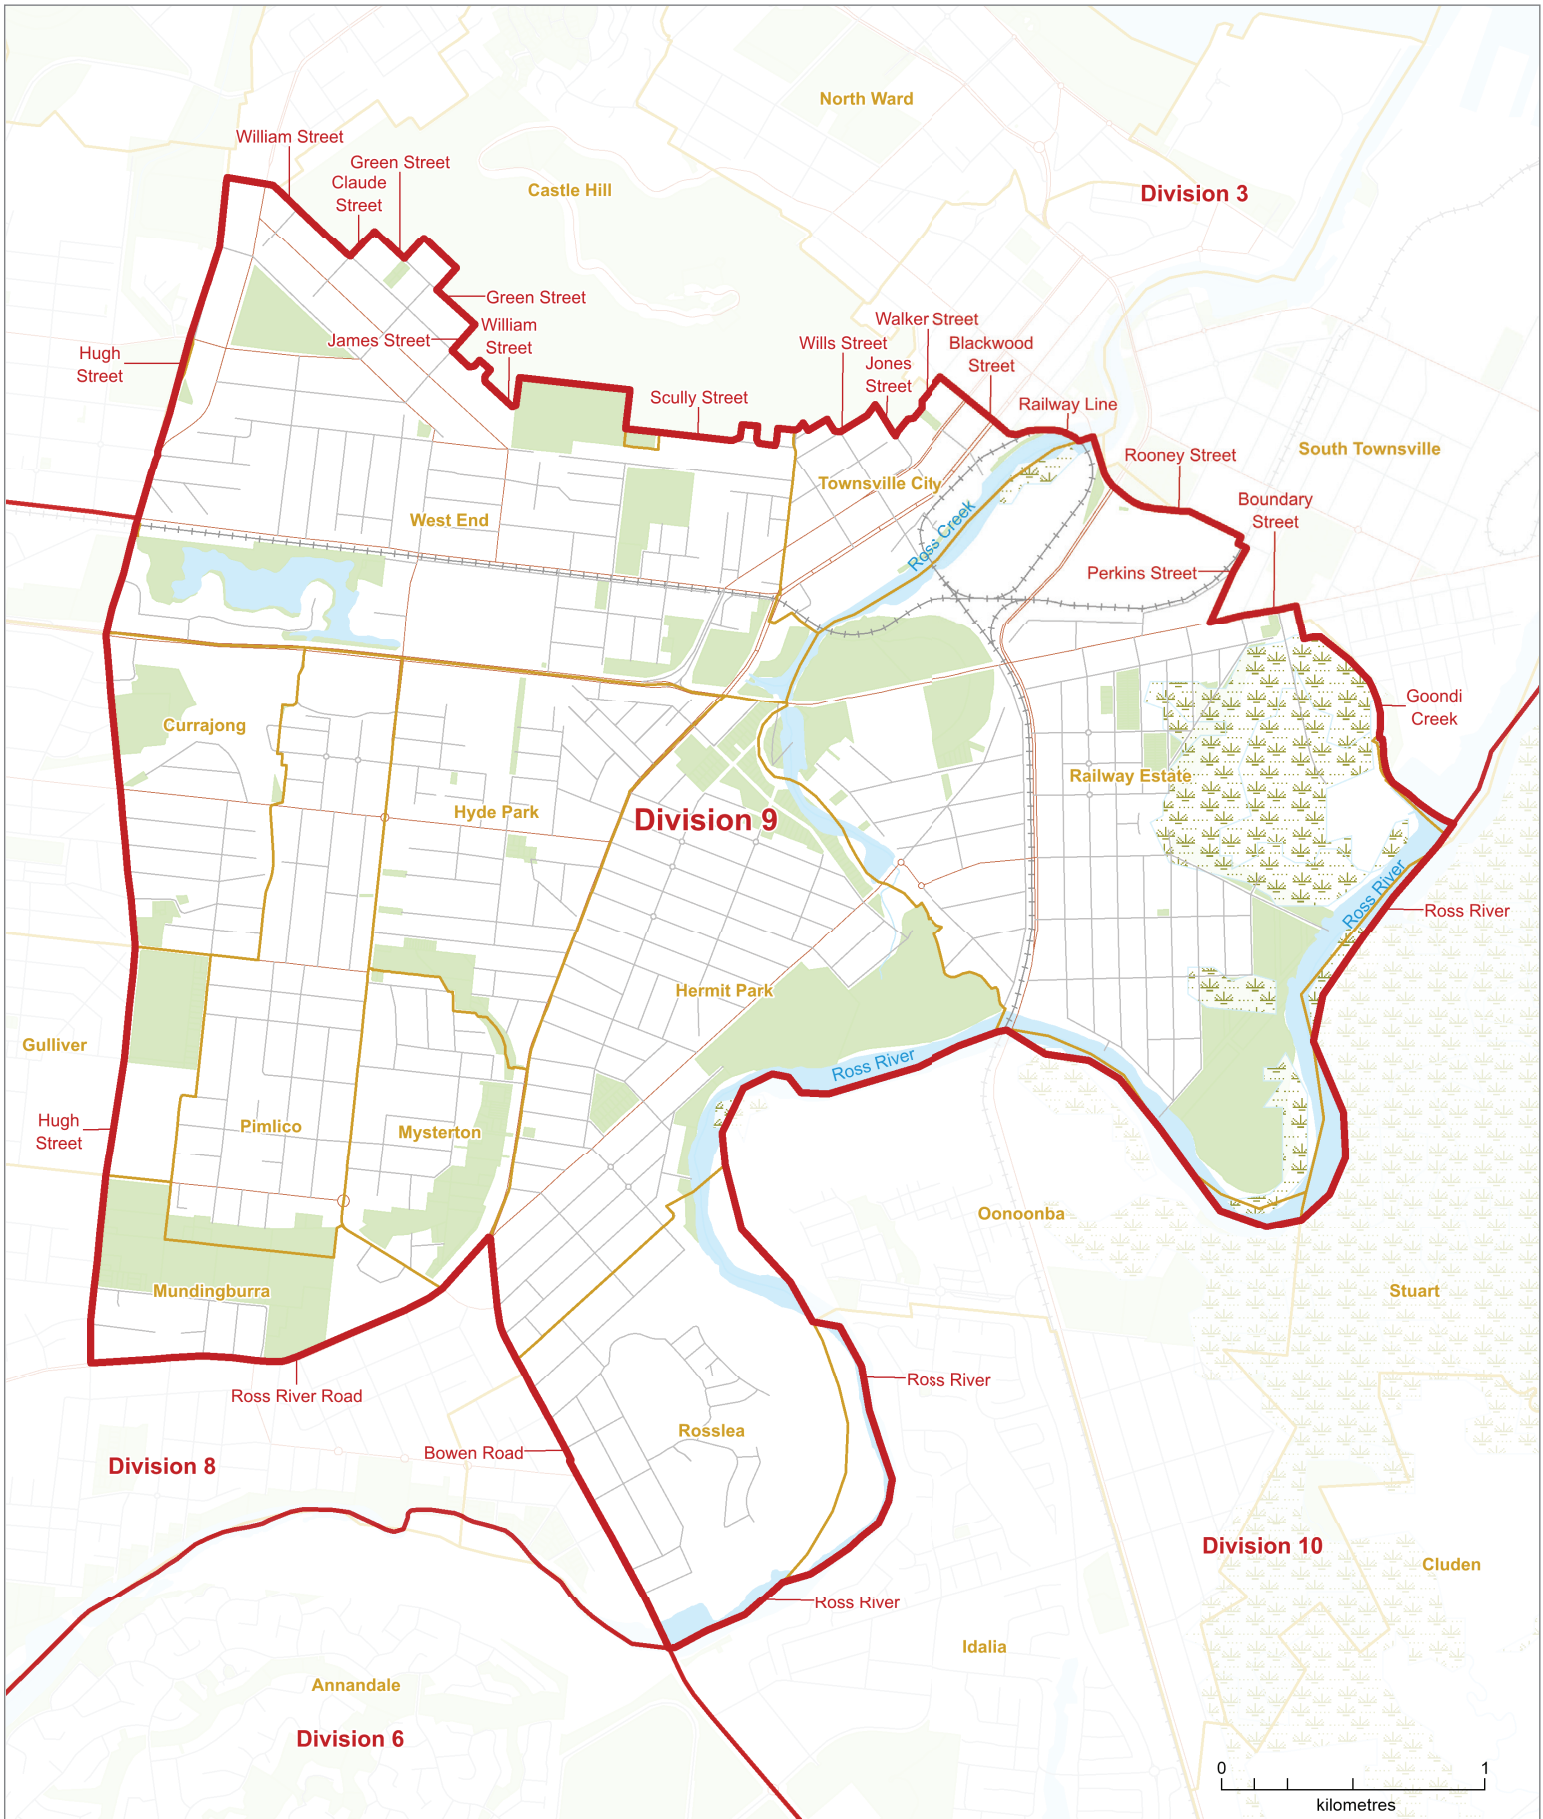 North Ward
William Street
Green Street
Claude
Street
Castle Hill
Division 3
Green Street
William
Street
James Street
Hugh
Street
Walker Street
Wills Street
Blackwood
Street
Jones
Street
Scully Street
Railway Line
Rooney Street
South Townsville
Townsville City
Boundary
Street
West End
Ross Creek
Perkins Street
Goondi
Creek
Currajong
Railway Estate
Hyde Park
Division 9
Ross River
Ross River
Hermit Park
Gulliver
Ross River
Hugh
Street
Pimlico
Mysterton
Oonoonba
Mundingburra
Stuart
Ross River
Ross River Road
Rosslea
Bowen Road
Division 8
Division 10
Cluden
Ross River
Idalia
Annandale
Division 6
0 1
kilometres